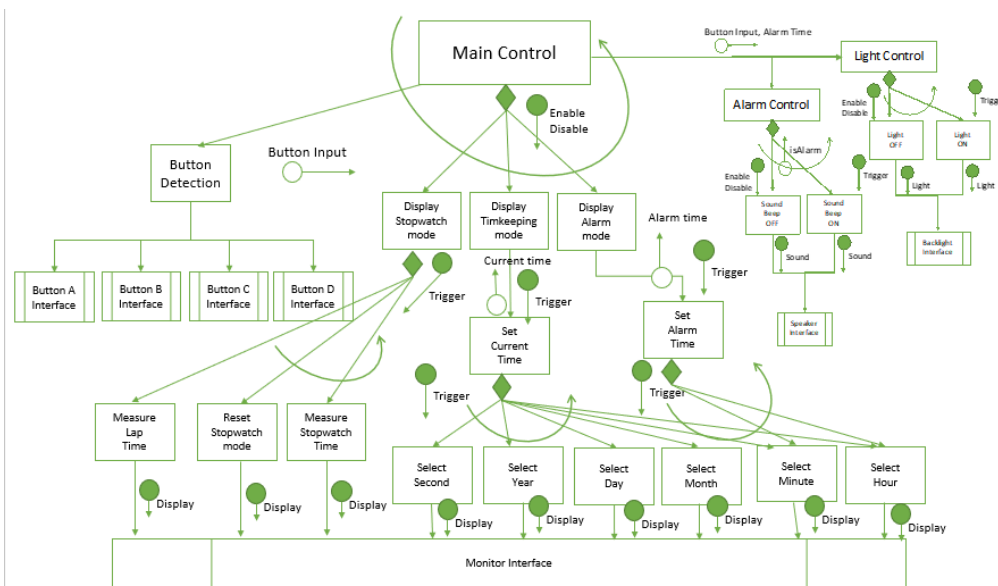 Main Control
Button Input, Alarm Time
Light Control
Alarm Control
Enable
Disable
Enable
Disable
Light
OFF
Light
ON
isAlarm
Enable
Disable
Trigger
Light
Light
Sound
Beep
OFF
Sound
Beep
ON
Sound
Sound
Backlight
Interface
Speaker
Interface
Button
Detection
Button Input
Display
Stopwatch
mode
Display
Timkeeping
mode
Display
Alarm
mode
Alarm time
Current time
Trigger
Trigger
Trigger
Button A
Interface
Button B
Interface
Button C
Interface
Button D
Interface
Set
Current
Time
Set
Alarm
Time
Trigger
Trigger
Measure
Lap
Time
Reset
Stopwatch
mode
Measure
Stopwatch
Time
Select
Second
Select
Year
Select
Day
Select
Month
Select
Minute
Select
Hour
Display
Display
Display
Display
Display
Display
Display
Display
Display
Monitor Interface